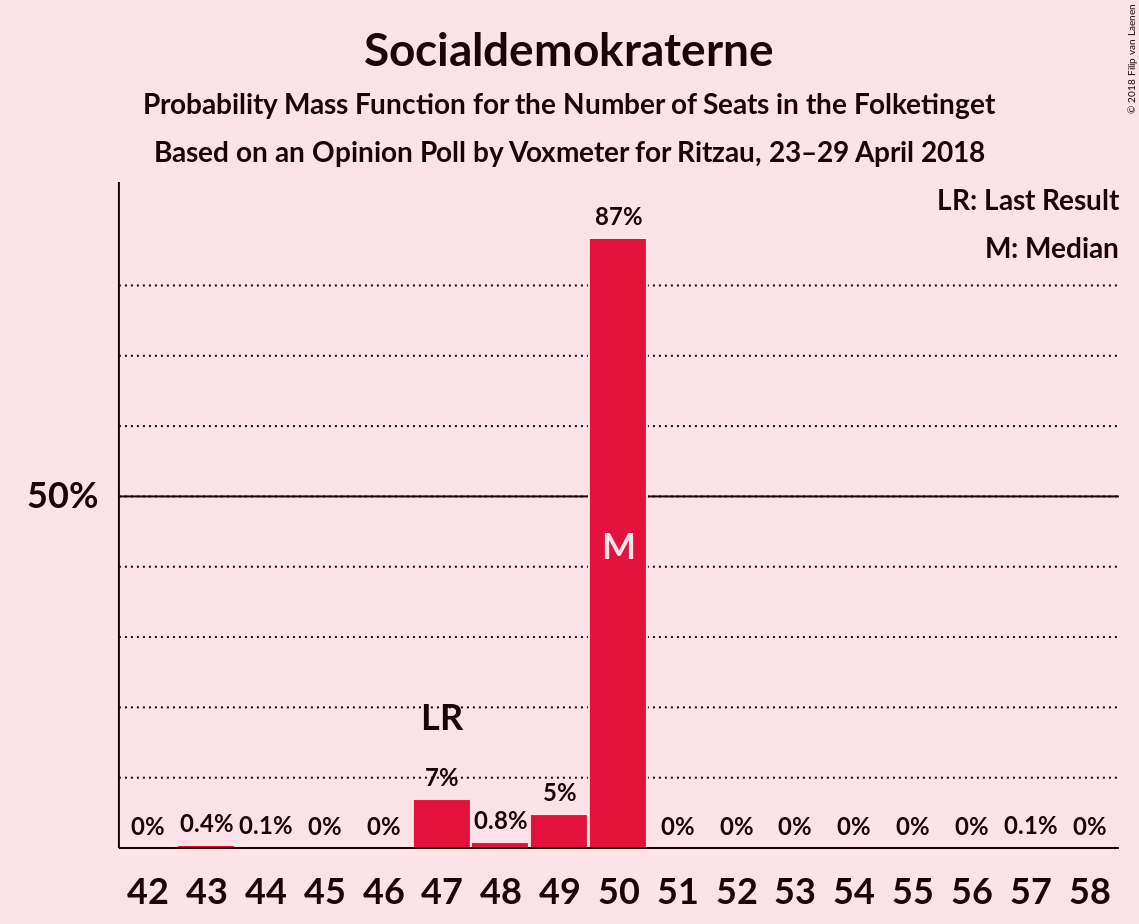 Socialdemokraterne
Probability Mass Function for the Number of Seats in the Folketinget
Based on an Opinion Poll by Voxmeter for Ritzau, 23–29 April 2018
© 2018 Filip van Laenen
LR: Last Result
M: Median
87%
50%
M
LR
7%
5%
0% 0.4% 0.1% 0% 0% 0.8% 0% 0% 0% 0% 0% 0% 0.1% 0%
42 43 44 45 46 47 48 49 50 51 52 53 54 55 56 57 58